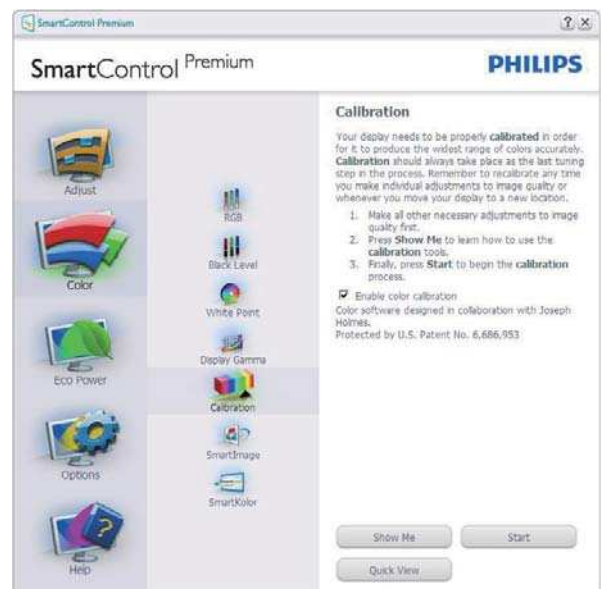 SmartControl Premium
SmartControl Premium
PHILIPS
Adjust
Color
Eco Power
Options
Help
RGB
Black Level
White Point
Display Gamma
Calibration
SmartImage
SmartKolor
Calibration
Your display needs to be properly calibrated in order
for it to produce the widest range of colors accurately.
Calibration should always take place as the last tuning
step in the process. Remember to recalibrate any time
you make individual adjustments to image quality or
whenever you move your display to a new location.
1. Make all other necessary adjustments to image
quality first.
2. Press Show Me to learn how to use the
calibration tools.
3. Finally, press Start to begin the calibration
process.
Enable color calibration
Color software designed in collaboration with Joseph
Holmes.
Protected by U.S. Patent No. 6,686,953
Show Me
Start
Quick View